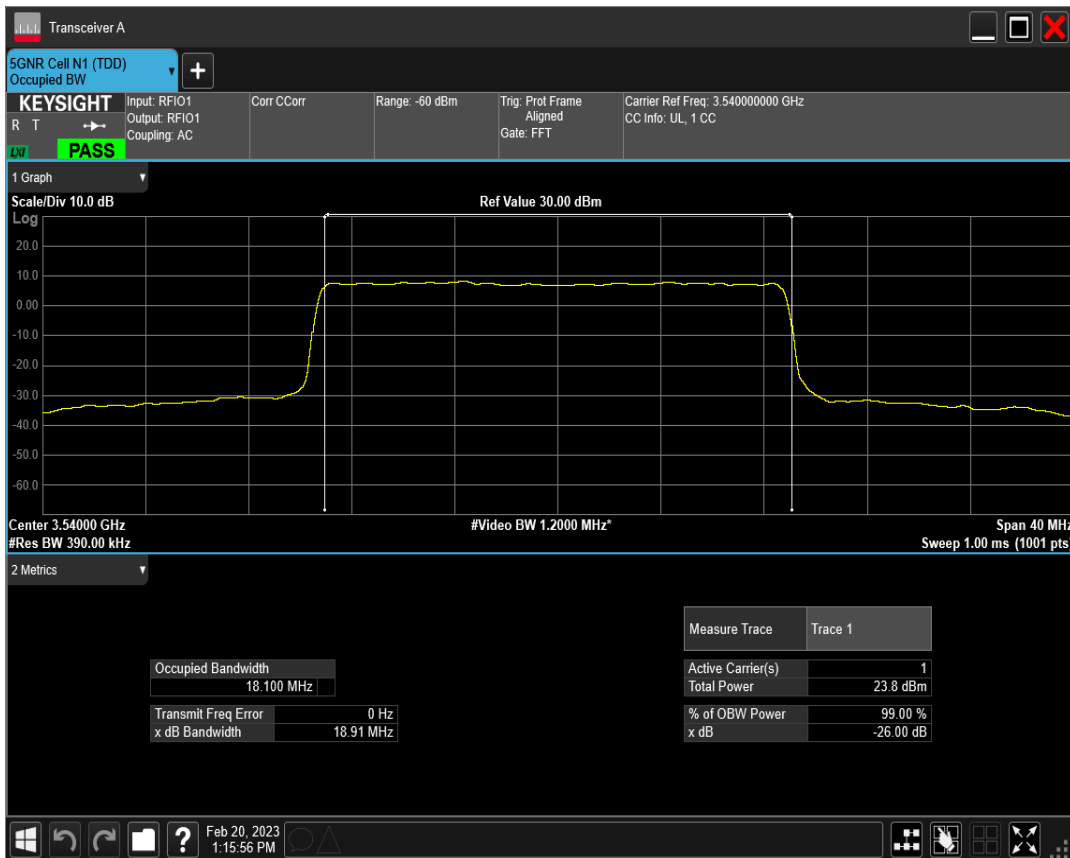 Transceiver A
5GNR Cell N1 (TDD)
Occupied BW
KEYSIGHT
R T
LXI
PASS
Input: RFIO1
Output: RFIO1
Coupling: AC
Corr CCorr
Range: -60 dBm
Trig: Prot Frame
Aligned
Gate: FFT
Carrier Ref Freq: 3.540000000 GHz
CC Info: UL, 1 CC
1 Graph
Scale/Div 10.0 dB
Ref Value 30.00 dBm
Log
20.0
10.0
0.00
-10.0
-20.0
-30.0
-40.0
-50.0
-60.0
Center 3.54000 GHz
#Video BW 1.2000 MHz*
Span 40 MHz
#Res BW 390.00 kHz
Sweep 1.00 ms (1001 pts)
2 Metrics
Measure Trace Trace 1
Occupied Bandwidth
18.100 MHz
Active Carrier(s) 1
Total Power 23.8 dBm
Transmit Freq Error 0 Hz
x dB Bandwidth 18.91 MHz
% of OBW Power 99.00 %
x dB -26.00 dB
?
Feb 20, 2023
1:15:56 PM